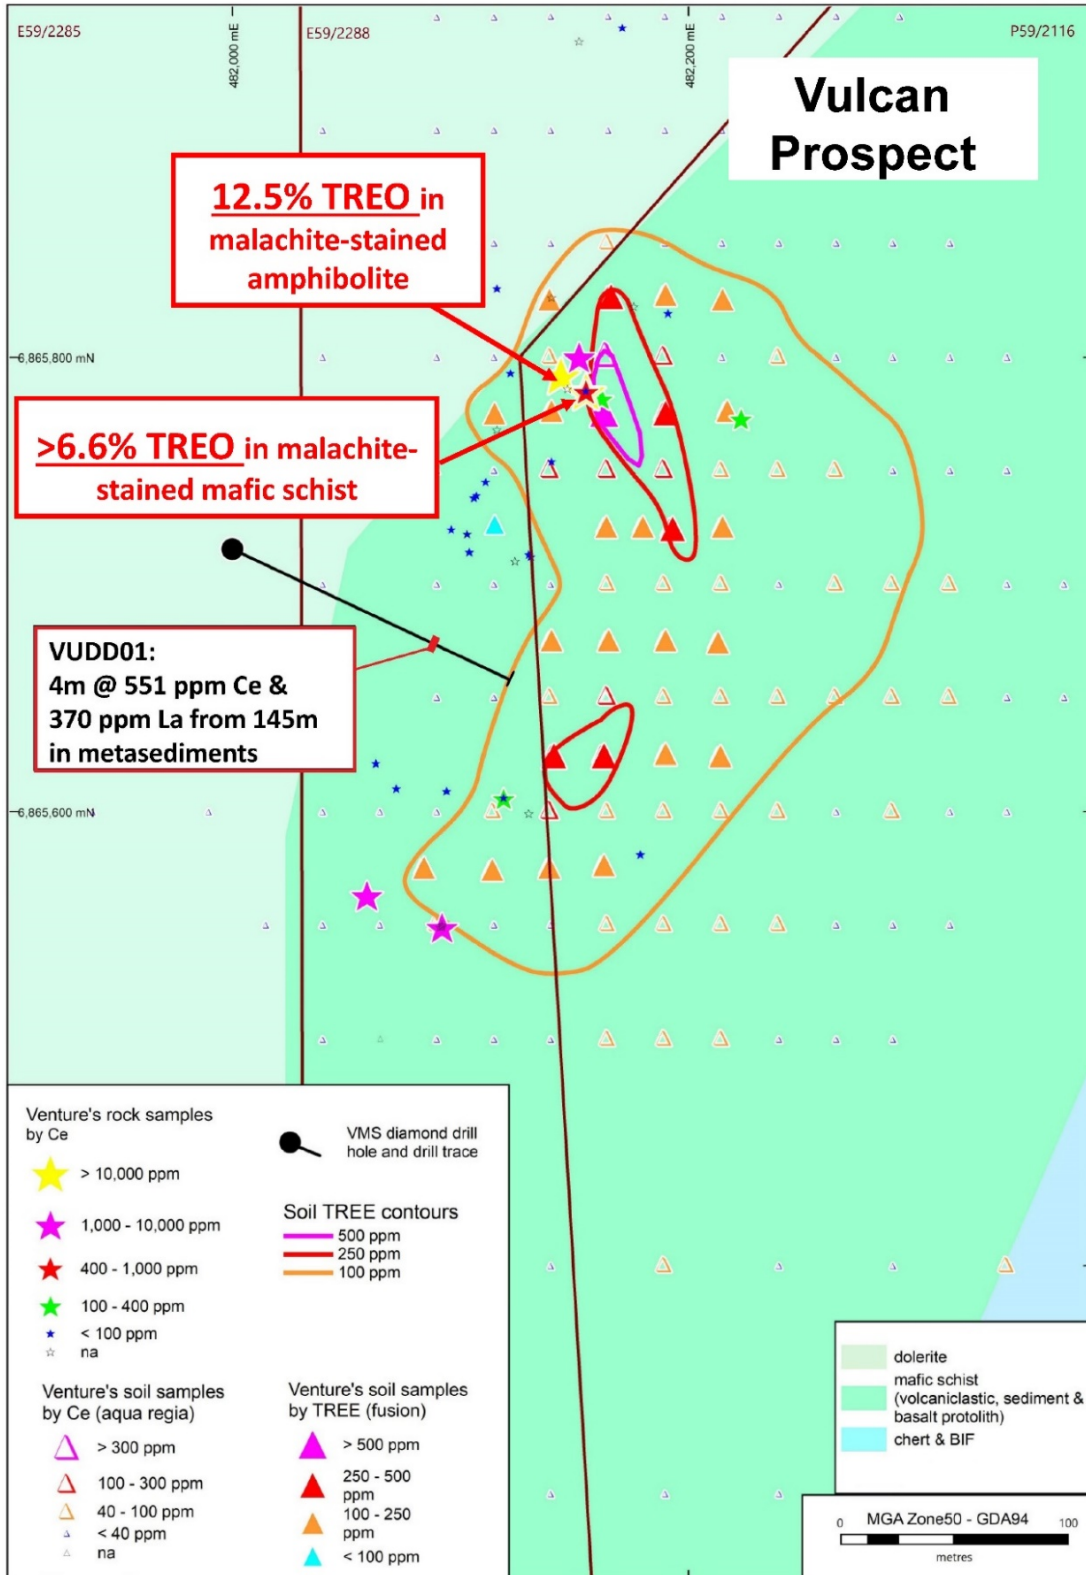 E59/2285
E59/2288
P59/2116
482,000 mE
482,200 mE
Vulcan
Prospect
12.5% TREO in
malachite-stained
amphibolite
6,865,800 mN
>6.6% TREO in malachite-
stained mafic schist
VUDD01:
4m @ 551 ppm Ce &
370 ppm La from 145m
in metasediments
6,865,600 mN
Venture's rock samples
by Ce
> 10,000 ppm
1,000 - 10,000 ppm
400 - 1,000 ppm
100 - 400 ppm
< 100 ppm
na
VMS diamond drill
hole and drill trace
Soil TREE contours
500 ppm
250 ppm
100 ppm
Venture's soil samples
by Ce (aqua regia)
> 300 ppm
100 - 300 ppm
40 - 100 ppm
< 40 ppm
na
Venture's soil samples
by TREE (fusion)
> 500 ppm
250 - 500
ppm
100 - 250
ppm
< 100 ppm
dolerite
mafic schist
(volcaniclastic, sediment &
basalt protolith)
chert & BIF
MGA Zone50 - GDA94
0 100
metres